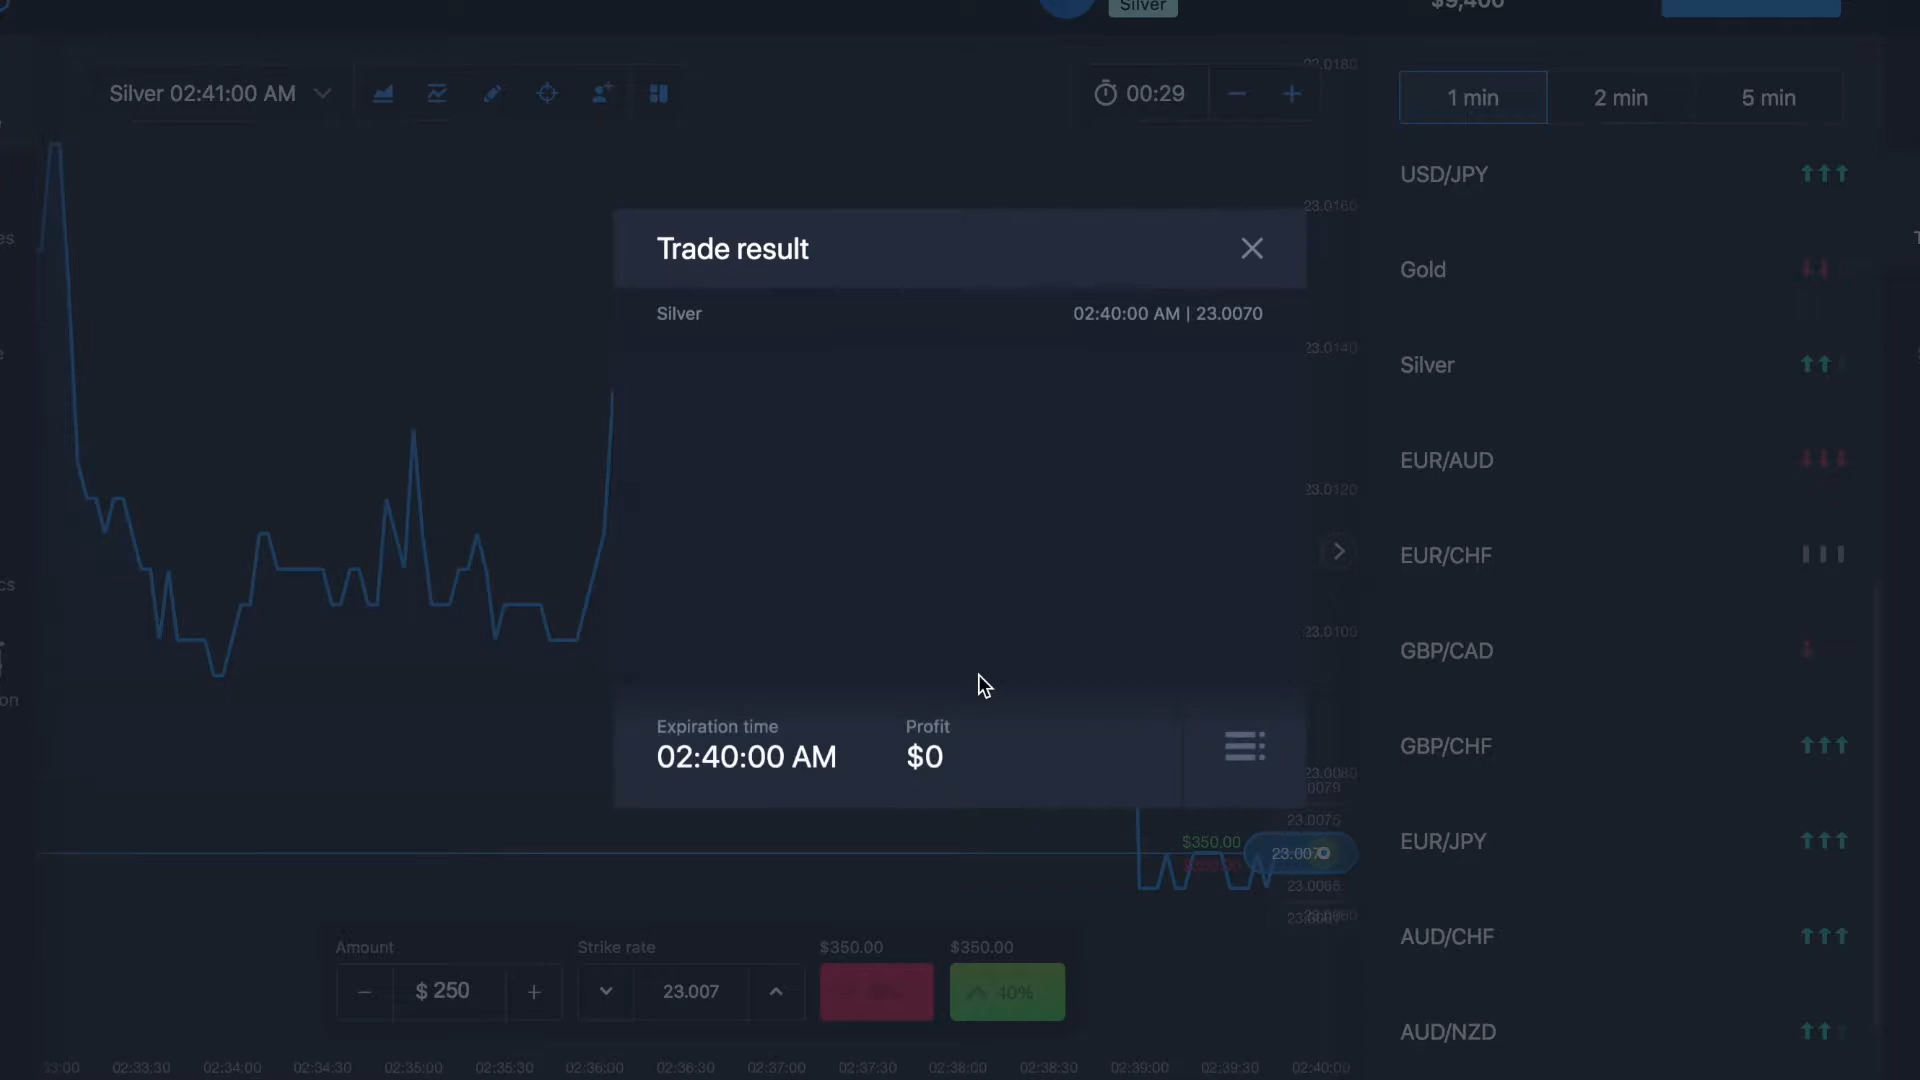 Silver
$9,400
Silver 02:41:00 AM
00:29
1 min
2 min
5 min
USD/JPY
Gold
Silver
EUR/AUD
EUR/CHF
GBP/CAD
GBP/CHF
EUR/JPY
AUD/CHF
AUD/NZD
Trade result
Silver
02:40:00 AM | 23.0070
Expiration time
02:40:00 AM
Profit
$0
23.0180
23.0160
23.0140
23.0120
23.0100
23.0080
23.0075
23.0070
23.0065
$350.00
Amount
$ 250
Strike rate
23.007
$350.00
$350.00
40%
02:33:30
02:34:00
02:34:30
02:35:00
02:35:30
02:36:00
02:36:30
02:37:00
02:37:30
02:38:00
02:38:30
02:39:00
02:39:30
02:40:00